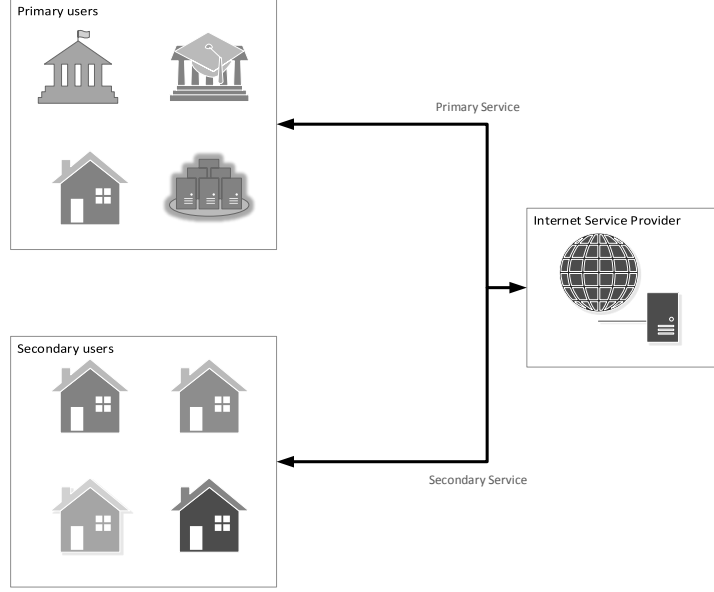 Primary users
Primary Service
Internet Service Provider
Secondary users
Secondary Service